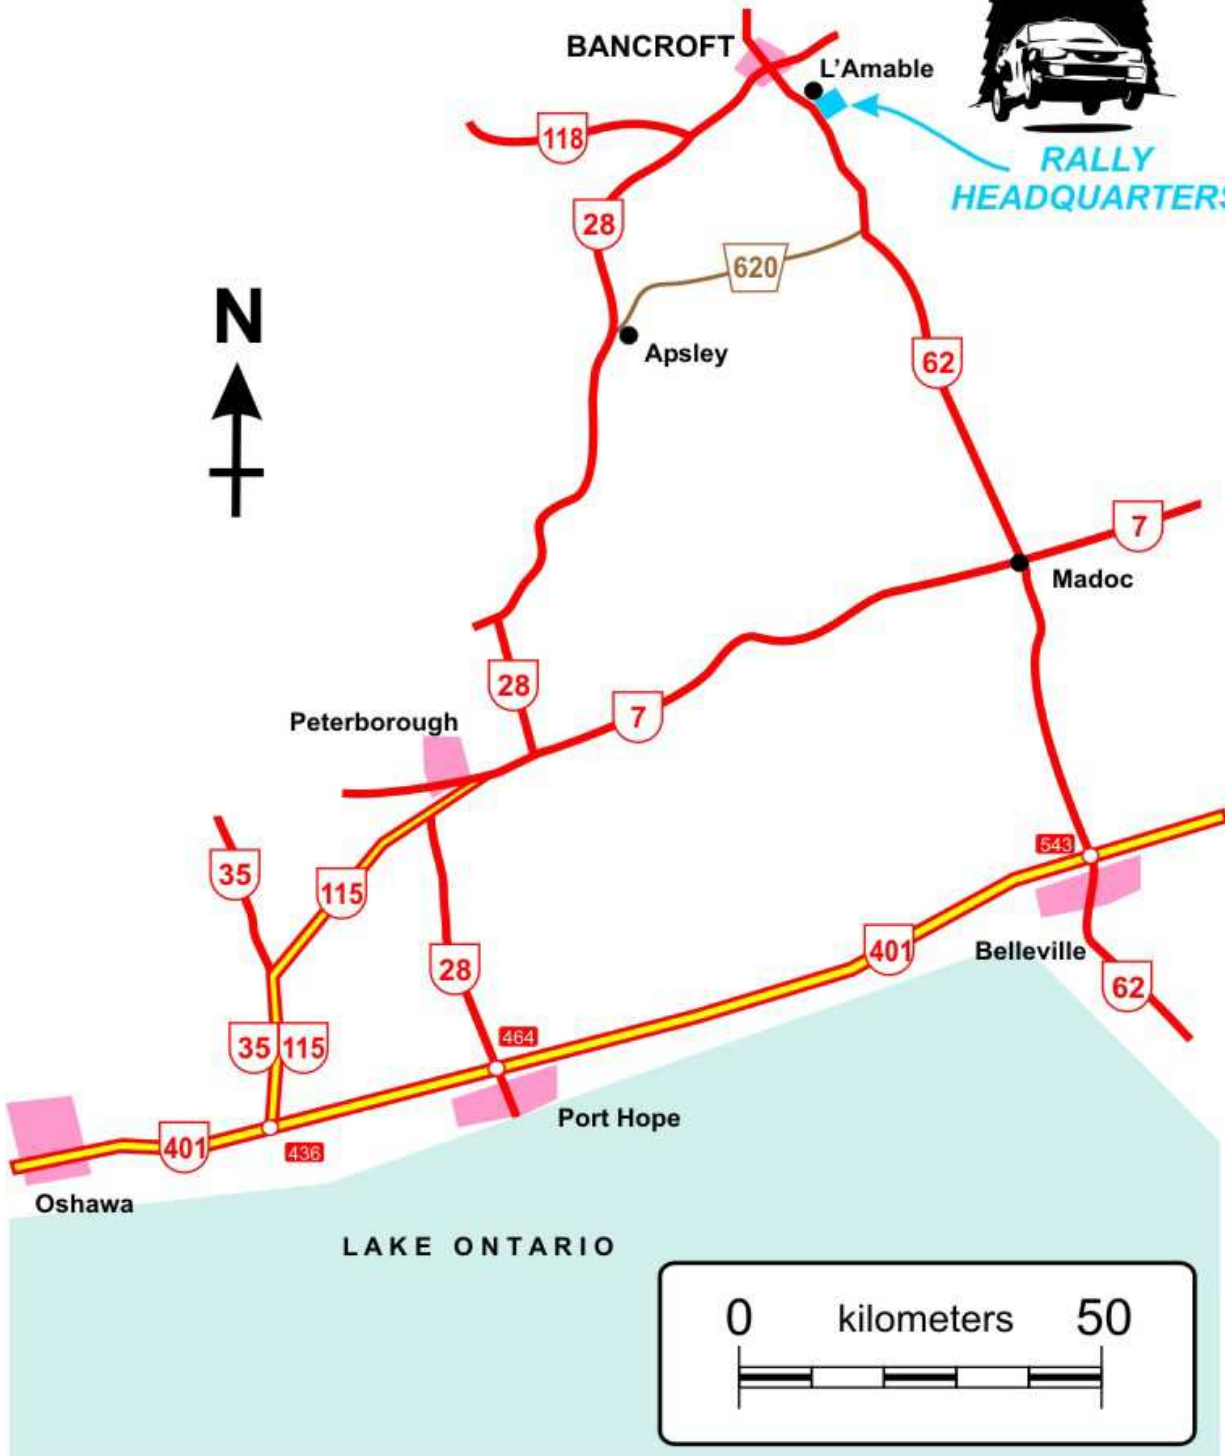 BANCROFT
L'Amable
118
RALLY
HEADQUARTERS
28
620
N
Apsley
62
7
Madoc
28
7
Peterborough
543
35
115
401
Belleville
28
62
464
35
115
Port Hope
401
436
Oshawa
LAKE ONTARIO
0 kilometers 50